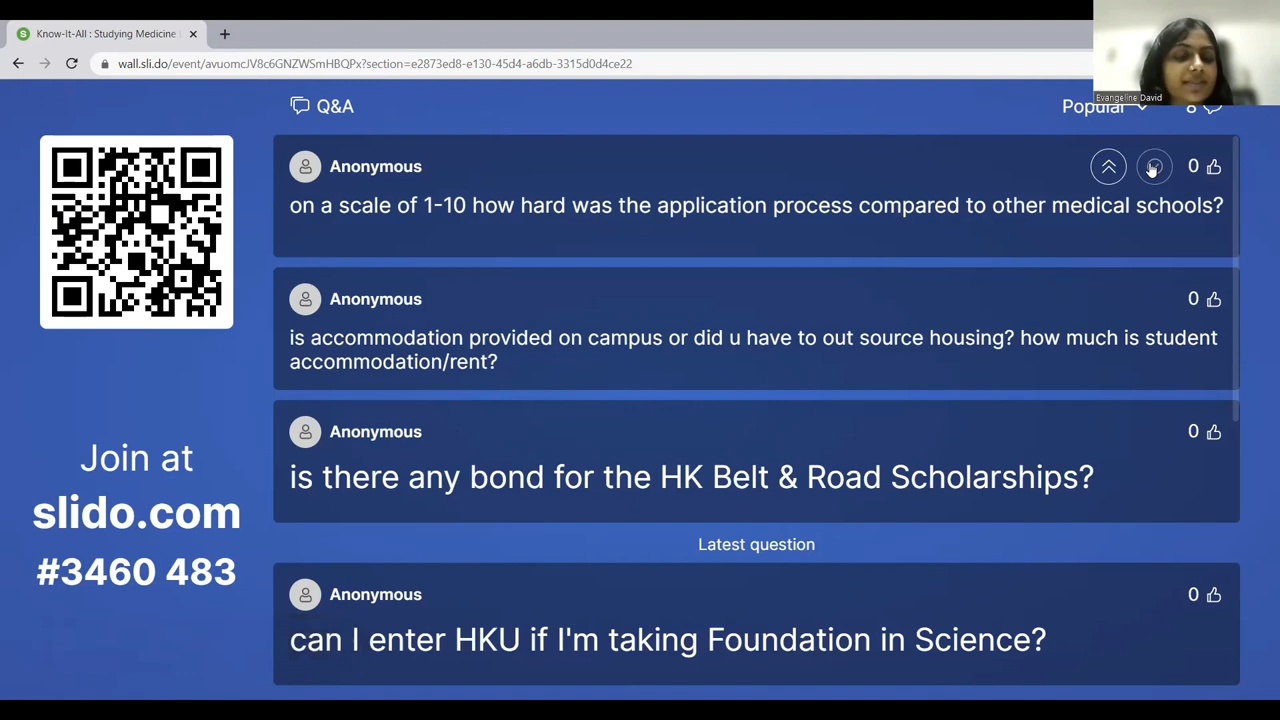 Know-It-All : Studying Medicine
wall.sli.do/event/avuomcJV8c6GNZWSmHBQPx?section=e2873ed8-e130-45d4-a6db-3315d0d4ce22
Evangeline David
Q&A
Popular
8
Anonymous
0
on a scale of 1-10 how hard was the application process compared to other medical schools?
Anonymous
0
is accommodation provided on campus or did u have to out source housing? how much is student
accommodation/rent?
Anonymous
0
is there any bond for the HK Belt & Road Scholarships?
Latest question
Anonymous
0
can I enter HKU if I'm taking Foundation in Science?
Join at
slido.com
#3460 483